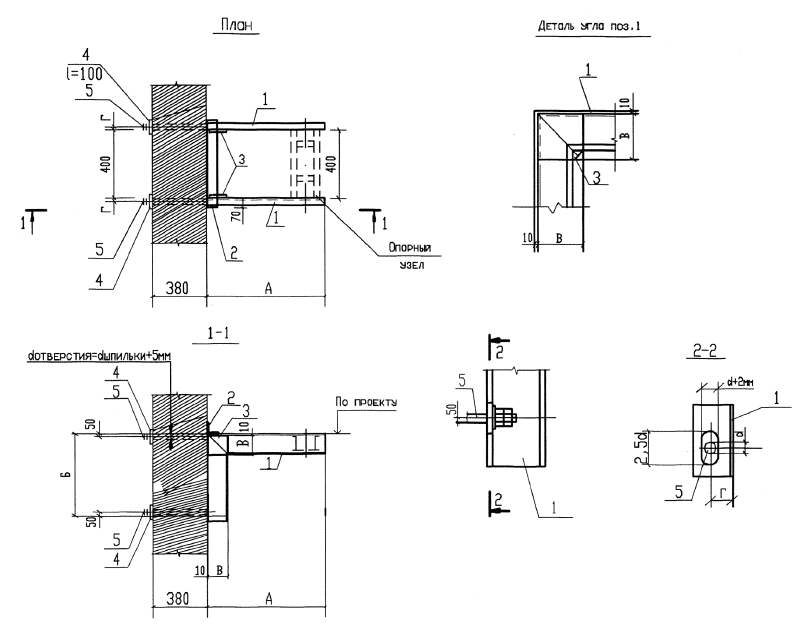 План
4
l=100
5
1
Г
400
3
400
Г
1
70
1
1
5
4
2
Опорный
узел
380
А
Деталь угла поз.1
1
10
В
3
10
В
1-1
dотверстия=dшпильки+5мм
4
5
50
2
3
10
В
По проекту
1
Б
50
5
4
10
В
380
А
2
5
50
1
2
2-2
d+2мм
1
2,5d
d
5
Г